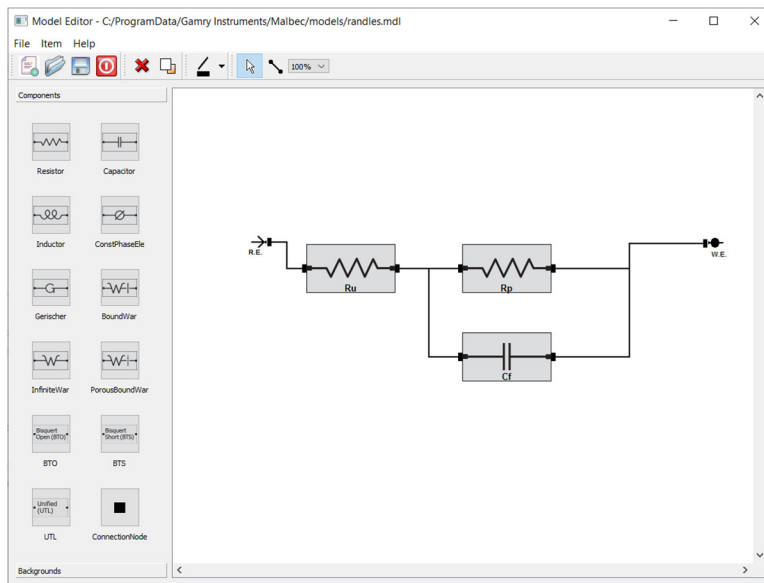 Model Editor - C:/ProgramData/Gamry Instruments/Malbec/models/randles.mdl
File Item Help
100%
Components
Resistor Capacitor
Inductor ConstPhaseEle
G
Gerischer BoundWar
W W
InfiniteWar PorousBoundWar
Bisquert Open (BTO) Bisquert Short (BTS)
BTO BTS
Unified (UTL)
UTL ConnectionNode
Backgrounds
R.E.
Ru
Rp
Cf
W.E.